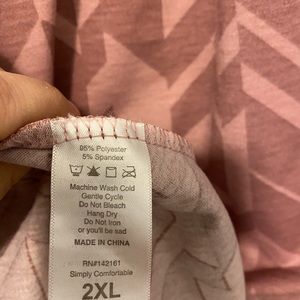 95% Polyester
5% Spandex
Machine Wash Cold
Gentle Cycle
Do Not Bleach
Hang Dry
Do Not Iron
or you'll be sad
MADE IN CHINA
RN#142161
Simply Comfortable
2XL